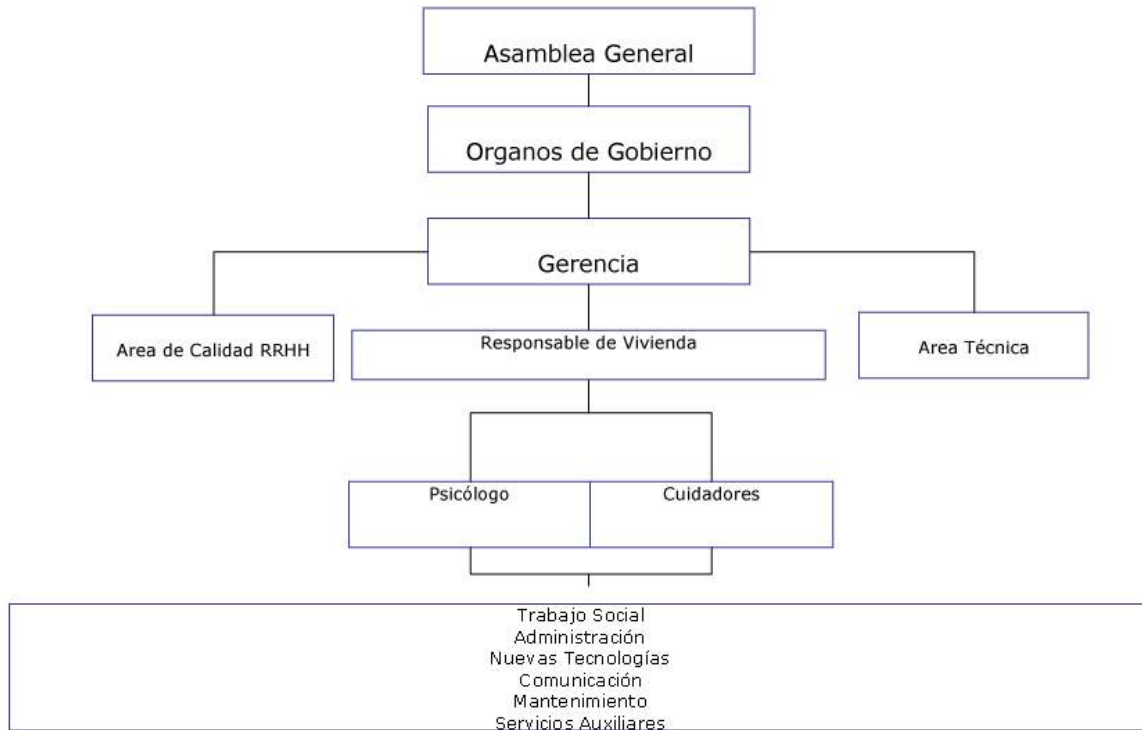 Asamblea General
Organos de Gobierno
Gerencia
Area de Calidad RRHH
Responsable de Vivienda
Area Técnica
Psicólogo
Cuidadores
Trabajo Social
Administración
Nuevas Tecnologías
Comunicación
Mantenimiento
Servicios Auxiliares